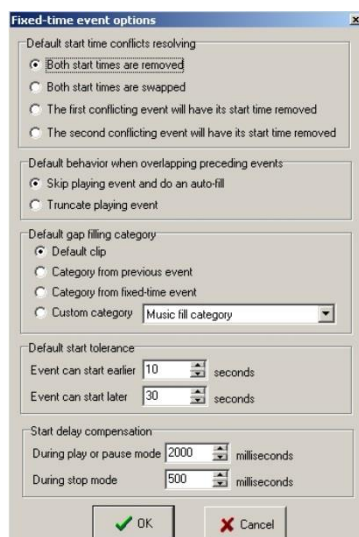 Fixed-time event options
Default start time conflicts resolving
Both start times are removed
Both start times are swapped
The first conflicting event will have its start time removed
The second conflicting event will have its start time removed
Default behavior when overlapping preceding events
Skip playing event and do an auto-fill
Truncate playing event
Default gap filling category
Default clip
Category from previous event
Category from fixed-time event
Custom category Music fill category
Default start tolerance
Event can start earlier 10 seconds
Event can start later 30 seconds
Start delay compensation
During play or pause mode 2000 milliseconds
During stop mode 500 milliseconds
OK Cancel